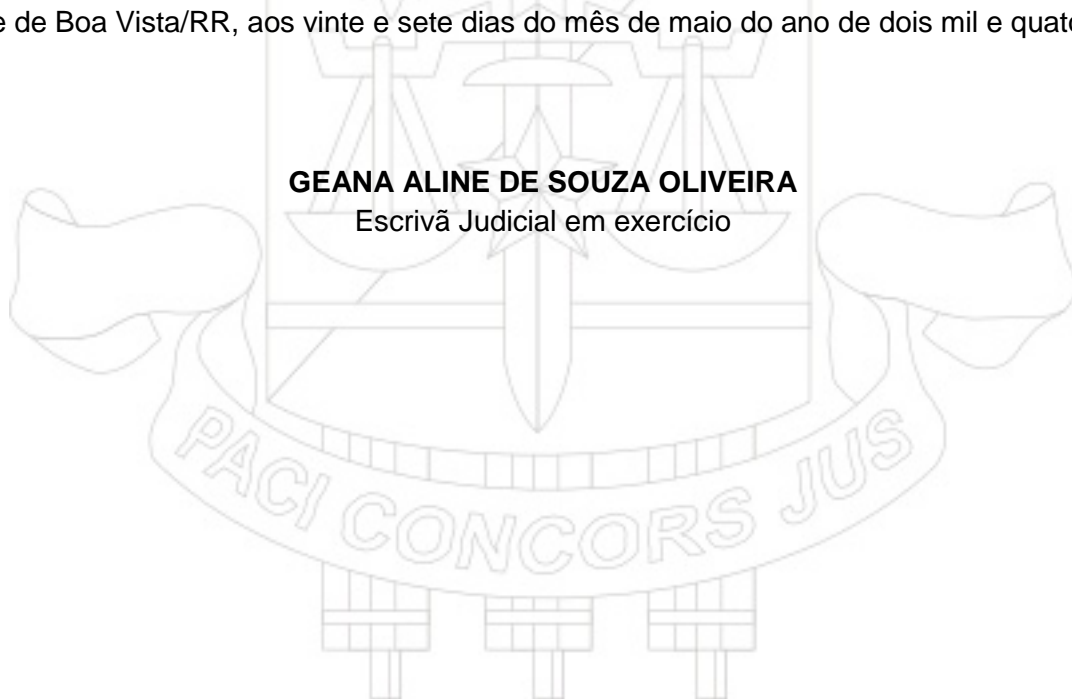 de Boa Vista/RR, aos vinte e sete dias do mês de maio do ano de dois mil e
GEANA ALINE DE SOUZA OLIVEIRA
Escrivã Judicial em exercício
PACI CONCORS JUS